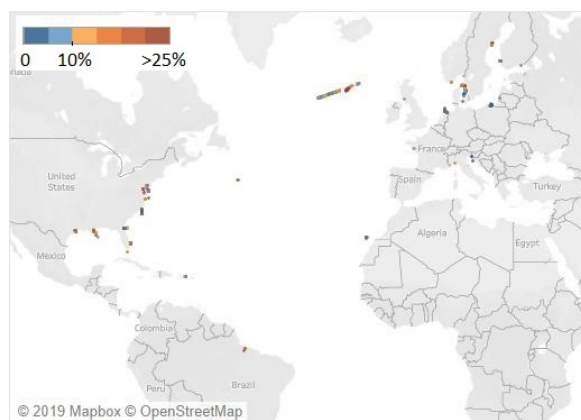 0 10% >25%
United
States
Mexico
Colombia
Peru
Brazil
France
Spain
Turkey
Algeria
Egypt
© 2019 Mapbox © OpenStreetMap